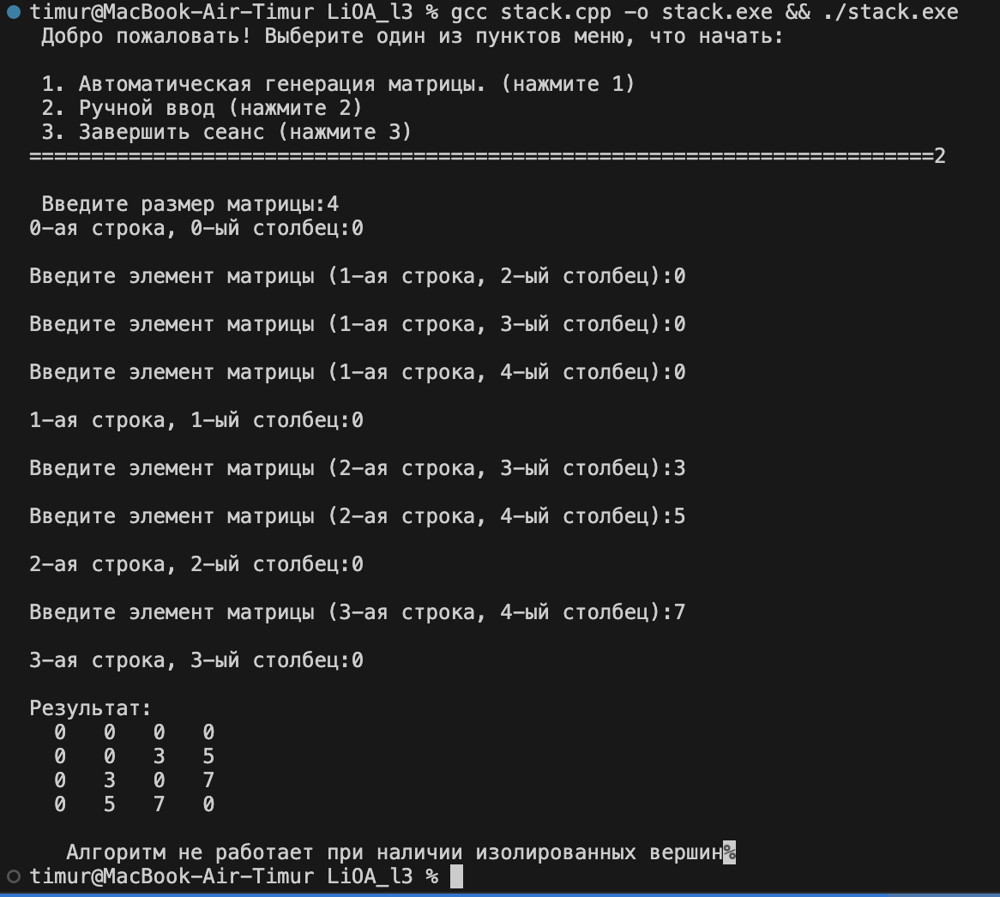 timur@MacBook-Air-Timur LiOA_l3 % gcc stack.cpp -o stack.exe && ./stack.exe
Добро пожаловать! Выберите один из пунктов меню, что начать:
1. Автоматическая генерация матрицы. (нажмите 1)
2. Ручной ввод (нажмите 2)
3. Завершить сеанс (нажмите 3)
=========================================================================2
Введите размер матрицы:4
0-ая строка, 0-ый столбец:0
Введите элемент матрицы (1-ая строка, 2-ый столбец):0
Введите элемент матрицы (1-ая строка, 3-ый столбец):0
Введите элемент матрицы (1-ая строка, 4-ый столбец):0
1-ая строка, 1-ый столбец:0
Введите элемент матрицы (2-ая строка, 3-ый столбец):3
Введите элемент матрицы (2-ая строка, 4-ый столбец):5
2-ая строка, 2-ый столбец:0
Введите элемент матрицы (3-ая строка, 4-ый столбец):7
3-ая строка, 3-ый столбец:0
Результат:
0 0 0 0
0 0 3 5
0 3 0 7
0 5 7 0
Алгоритм не работает при наличии изолированных вершин%
timur@MacBook-Air-Timur LiOA_l3 %